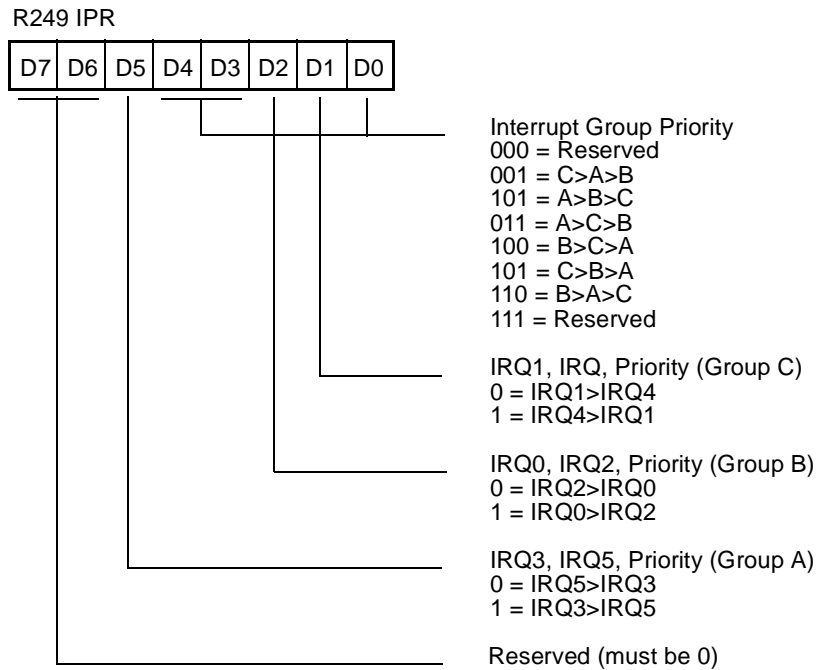 R249 IPR
D7 D6 D5 D4 D3 D2 D1 D0
Interrupt Group Priority
000 = Reserved
001 = C>A>B
101 = A>B>C
011 = A>C>B
100 = B>C>A
101 = C>B>A
110 = B>A>C
111 = Reserved
IRQ1, IRQ, Priority (Group C)
0 = IRQ1>IRQ4
1 = IRQ4>IRQ1
IRQ0, IRQ2, Priority (Group B)
0 = IRQ2>IRQ0
1 = IRQ0>IRQ2
IRQ3, IRQ5, Priority (Group A)
0 = IRQ5>IRQ3
1 = IRQ3>IRQ5
Reserved (must be 0)